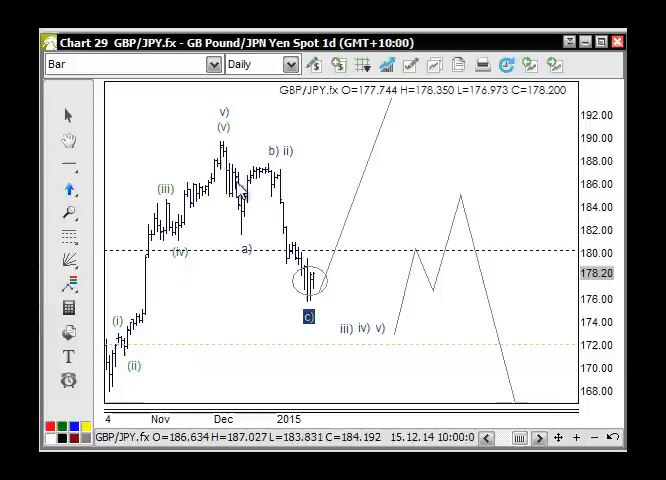 Chart 29 GBP/JPY.fx - GB Pound/JPN Yen Spot 1d (GMT+10:00)
Bar
Daily
GBP/JPY.fx O=177.744 H=178.350 L=176.973 C=178.200
192.00
190.00
188.00
186.00
184.00
182.00
180.00
178.20
176.00
174.00
172.00
170.00
168.00
v)
(v)
b) ii)
(iii)
(iv)
a)
c)
iii) iv) v)
(i)
(ii)
4 Nov Dec 2015
GBP/JPY.fx O=186.634 H=187.027 L=183.831 C=184.192 15.12.14 10:00:0